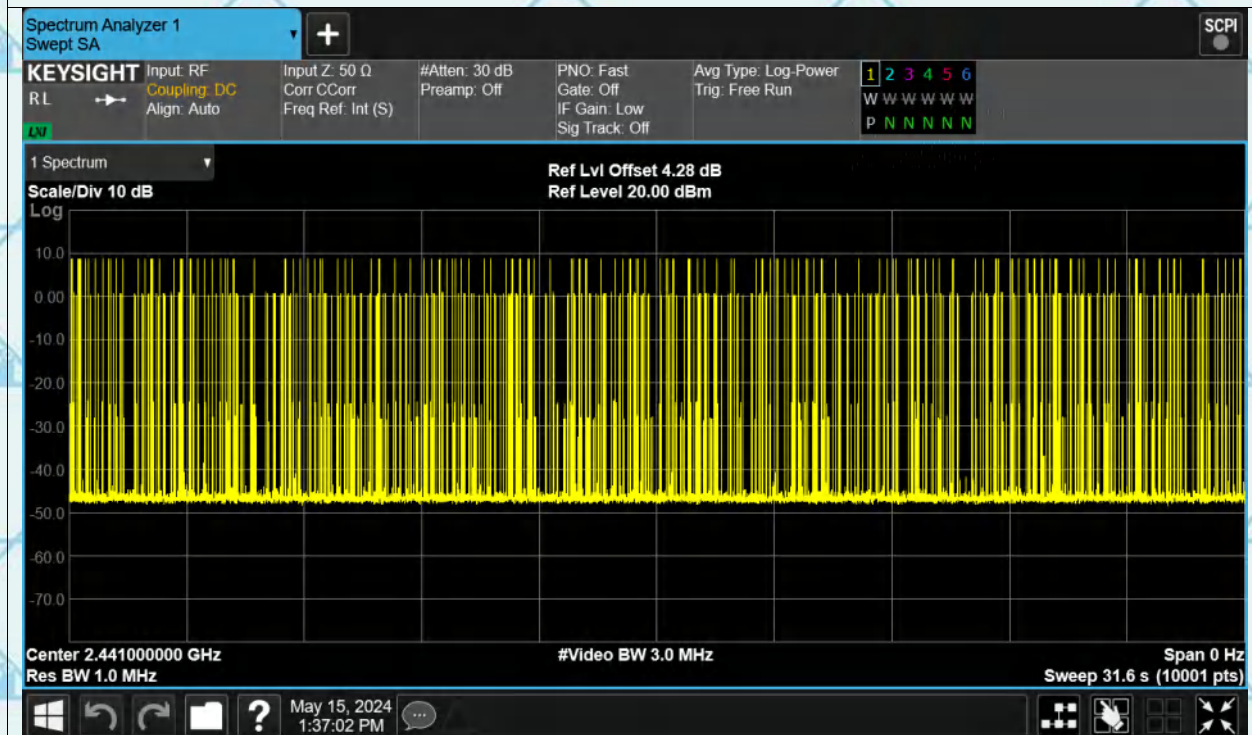 Spectrum Analyzer 1
Swept SA
+
SCPI
KEYSIGHT
RL
LXI
Input: RF
Coupling: DC
Align: Auto
Input Z: 50 Ω
Corr CCorr
Freq Ref: Int (S)
#Atten: 30 dB
Preamp: Off
PNO: Fast
Gate: Off
IF Gain: Low
Sig Track: Off
Avg Type: Log-Power
Trig: Free Run
1 2 3 4 5 6
W W W W W W
P N N N N N
1 Spectrum
Scale/Div 10 dB
Ref Lvl Offset 4.28 dB
Ref Level 20.00 dBm
Log
10.0
0.00
-10.0
-20.0
-30.0
-40.0
-50.0
-60.0
-70.0
Center 2.441000000 GHz
Res BW 1.0 MHz
#Video BW 3.0 MHz
Span 0 Hz
Sweep 31.6 s (10001 pts)
?
May 15, 2024
1:37:02 PM